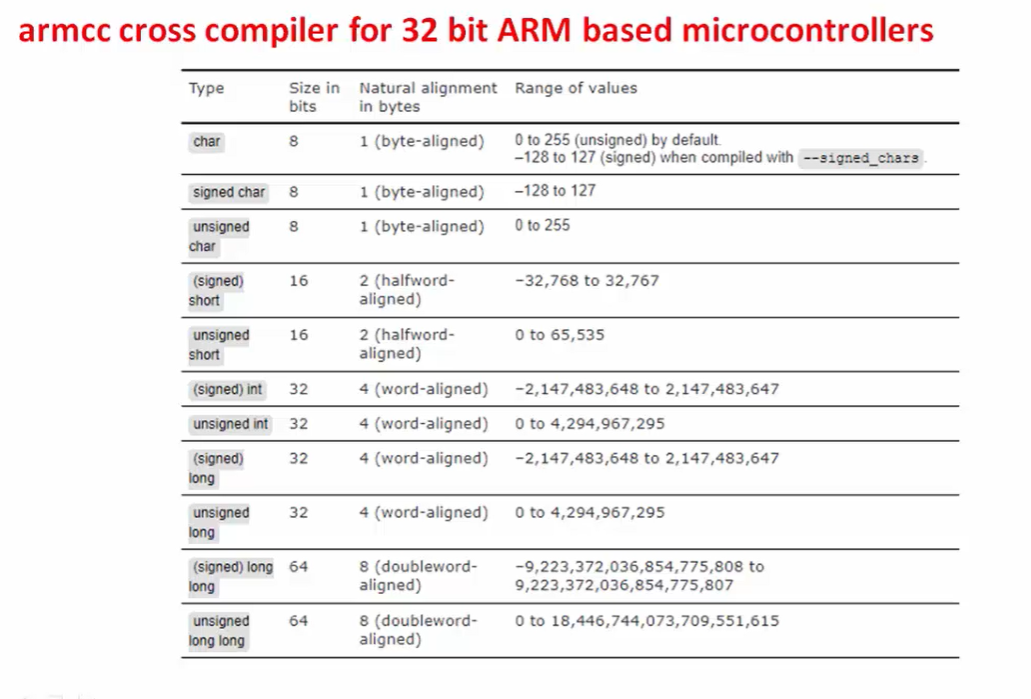 armcc cross compiler for 32 bit ARM based microcontrollers
Type Size in bits Natural alignment in bytes Range of values
char 8 1 (byte-aligned) 0 to 255 (unsigned) by default.
−128 to 127 (signed) when compiled with --signed_chars.
signed char 8 1 (byte-aligned) −128 to 127
unsigned char 8 1 (byte-aligned) 0 to 255
(signed) short 16 2 (halfword-aligned) −32,768 to 32,767
unsigned short 16 2 (halfword-aligned) 0 to 65,535
(signed) int 32 4 (word-aligned) −2,147,483,648 to 2,147,483,647
unsigned int 32 4 (word-aligned) 0 to 4,294,967,295
(signed) long 32 4 (word-aligned) −2,147,483,648 to 2,147,483,647
unsigned long 32 4 (word-aligned) 0 to 4,294,967,295
(signed) long long 64 8 (doubleword-aligned) −9,223,372,036,854,775,808 to 9,223,372,036,854,775,807
unsigned long long 64 8 (doubleword-aligned) 0 to 18,446,744,073,709,551,615